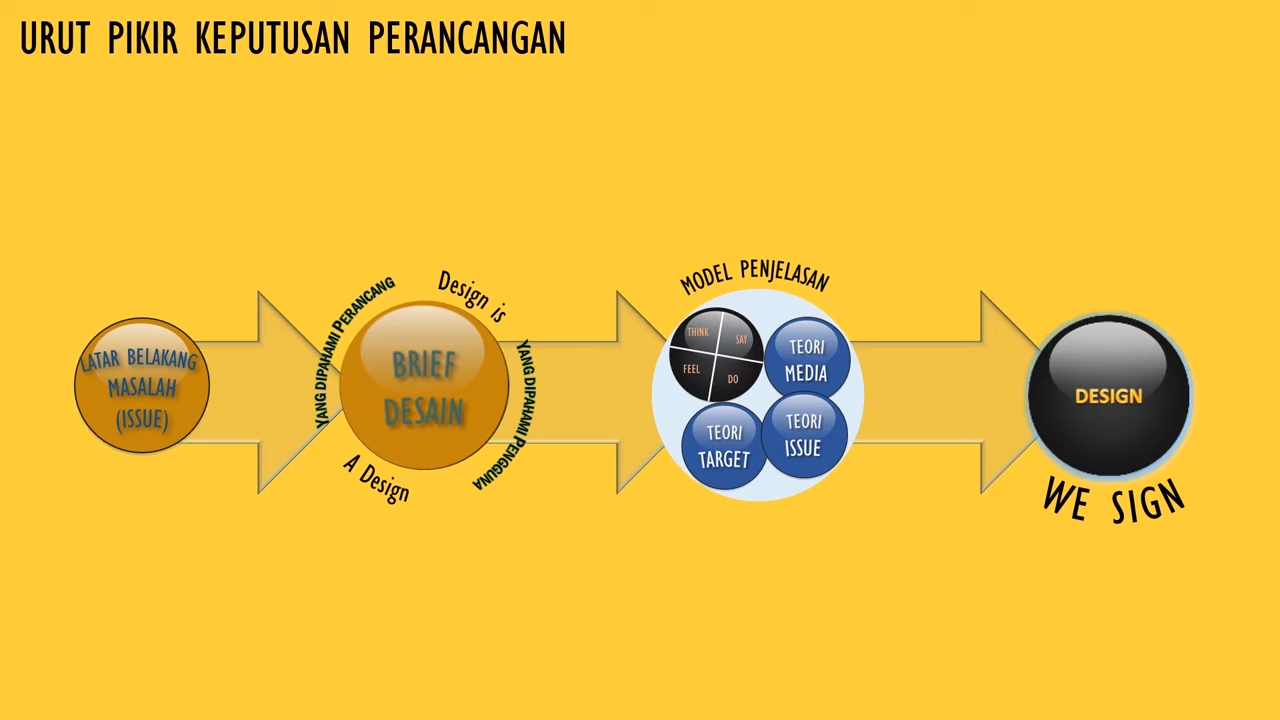 URUT PIKIR KEPUTUSAN PERANCANGAN
LATAR BELAKANG
MASALAH
(ISSUE)
YANG DIPAHAMI PERANCANG
Design is
BRIEF
DESAIN
YANG DIPAHAMI PENGGUNA
A Design
MODEL PENJELASAN
THINK
SAY
FEEL
DO
TEORI
MEDIA
TEORI
TARGET
TEORI
ISSUE
DESIGN
WE SIGN